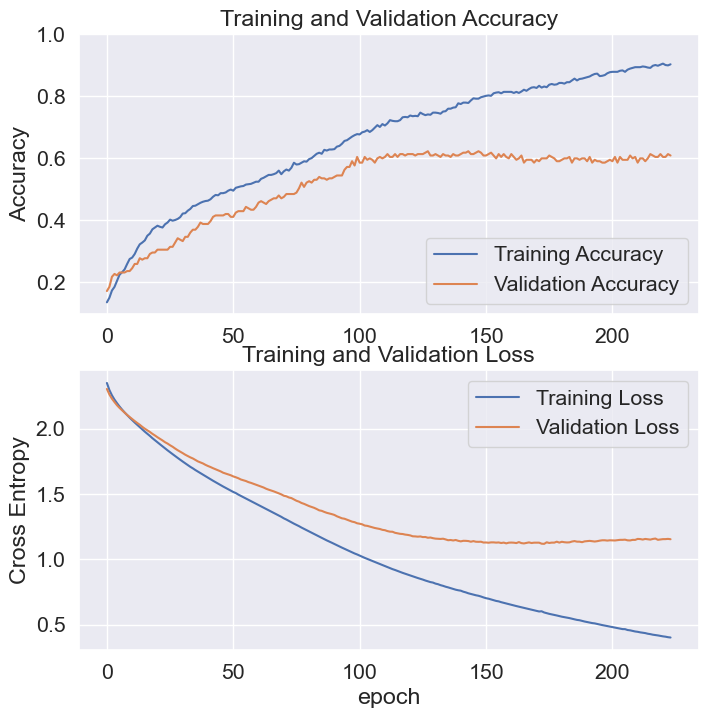 Training and Validation Accuracy
Accuracy
1.0
0.8
0.6
0.4
0.2
Training Accuracy
Validation Accuracy
0 50 100 150 200
Training and Validation Loss
Cross Entropy
2.0
1.5
1.0
0.5
Training Loss
Validation Loss
0 50 100 150 200
epoch